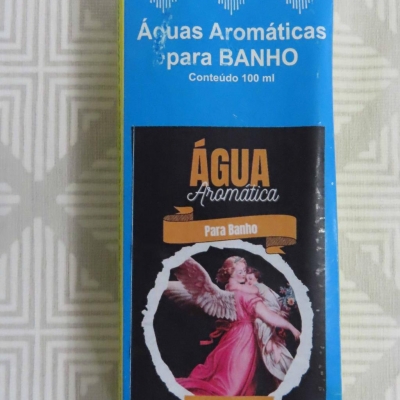 Águas Aromáticas
para BANHO
Conteúdo 100 ml
ÁGUA
Aromática
Para Banho